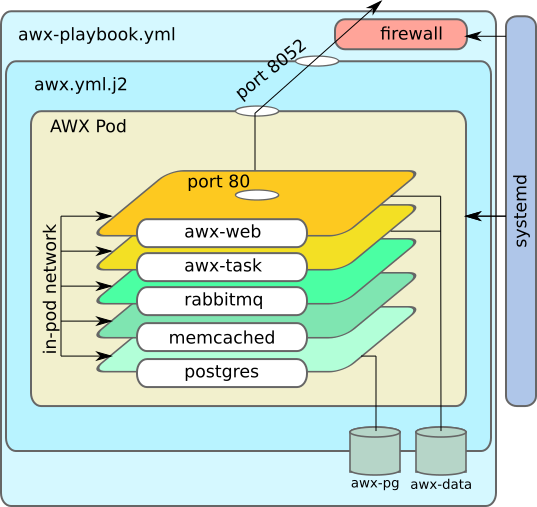 awx-playbook.yml
firewall
port 8052
awx.yml.j2
AWX Pod
port 80
awx-web
awx-task
rabbitmq
memcached
postgres
in-pod network
systemd
awx-pg
awx-data